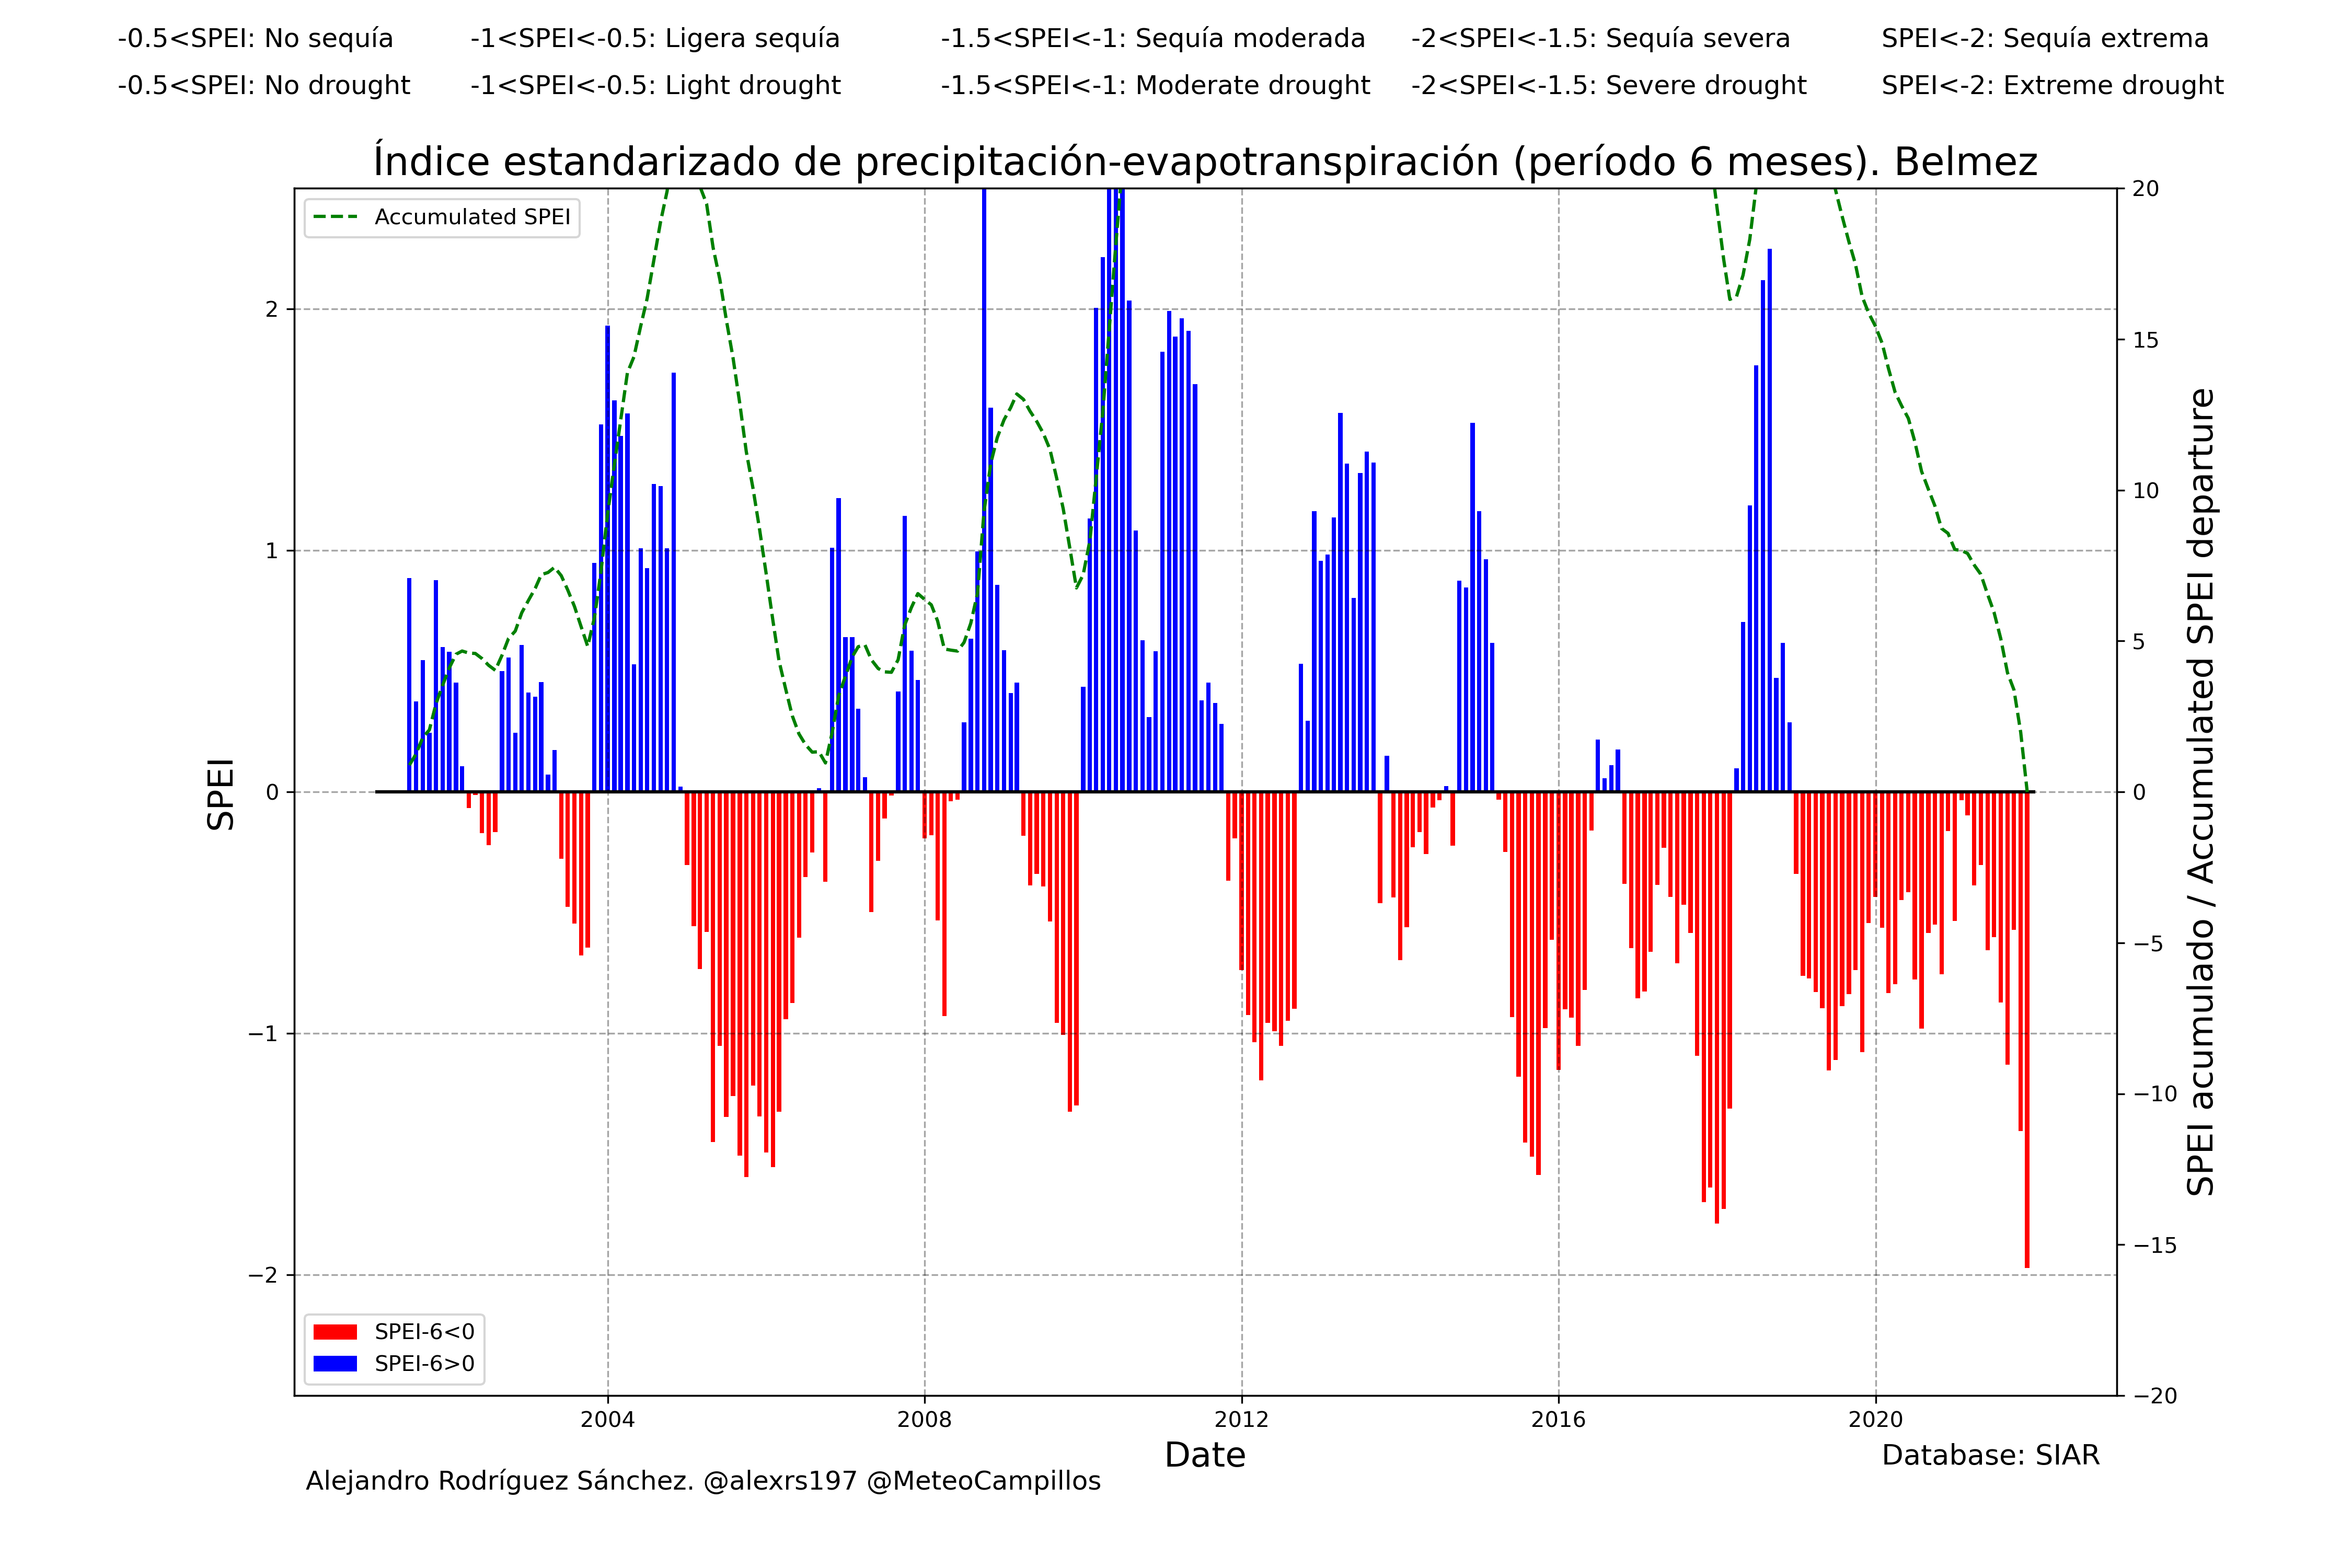 -0.5<SPEI: No sequía -1<SPEI<-0.5: Ligera sequía -1.5<SPEI<-1: Sequía moderada -2<SPEI<-1.5: Sequía severa SPEI<-2: Sequía extrema
-0.5<SPEI: No drought -1<SPEI<-0.5: Light drought -1.5<SPEI<-1: Moderate drought -2<SPEI<-1.5: Severe drought SPEI<-2: Extreme drought
Índice estandarizado de precipitación-evapotranspiración (período 6 meses). Belmez
Accumulated SPEI
SPEI
2
1
0
−1
−2
20
15
10
5
0
−5
−10
−15
−20
SPEI acumulado / Accumulated SPEI departure
SPEI-6<0
SPEI-6>0
2004 2008 2012 2016 2020
Date
Database: SIAR
Alejandro Rodríguez Sánchez. @alexrs197 @MeteoCampillos